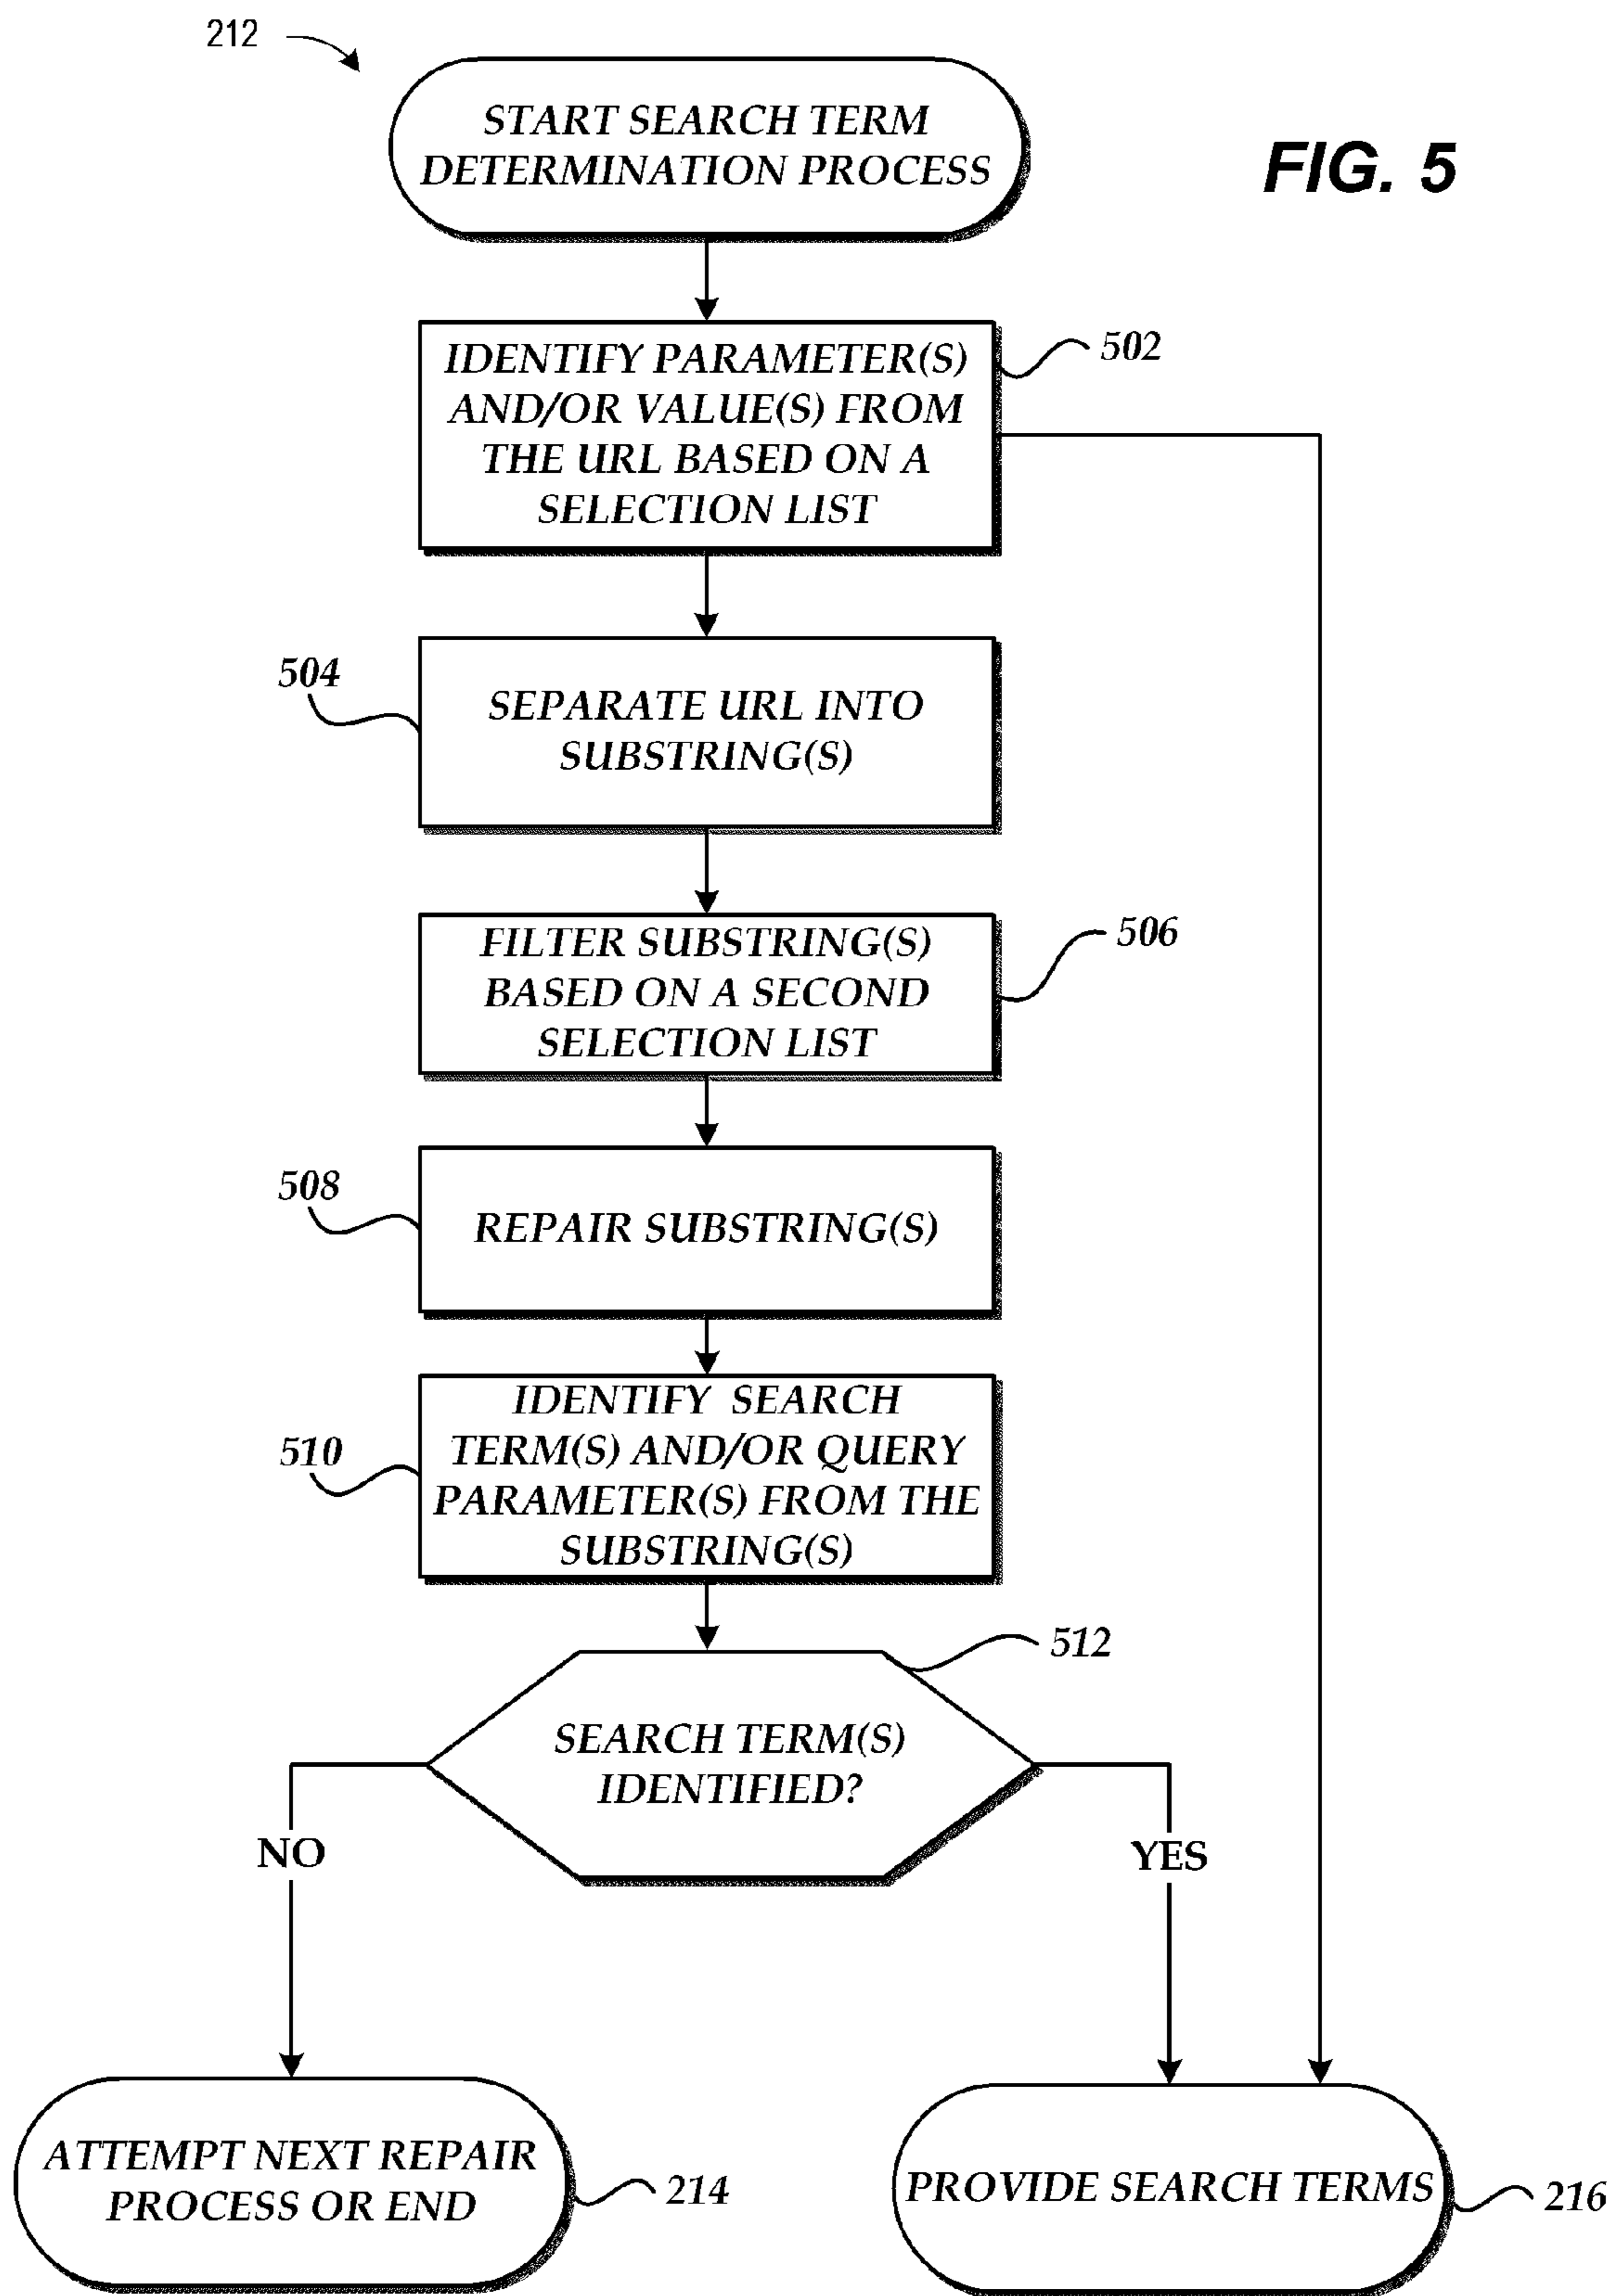 212
START SEARCH TERM
DETERMINATION PROCESS
FIG. 5
IDENTIFY PARAMETER(S)
AND/OR VALUE(S) FROM
THE URL BASED ON A
SELECTION LIST
502
504
SEPARATE URL INTO
SUBSTRING(S)
FILTER SUBSTRING(S)
BASED ON A SECOND
SELECTION LIST
506
508
REPAIR SUBSTRING(S)
IDENTIFY SEARCH
TERM(S) AND/OR QUERY
PARAMETER(S) FROM THE
SUBSTRING(S)
510
512
SEARCH TERM(S)
IDENTIFIED?
NO
YES
ATTEMPT NEXT REPAIR
PROCESS OR END
214
PROVIDE SEARCH TERMS
216